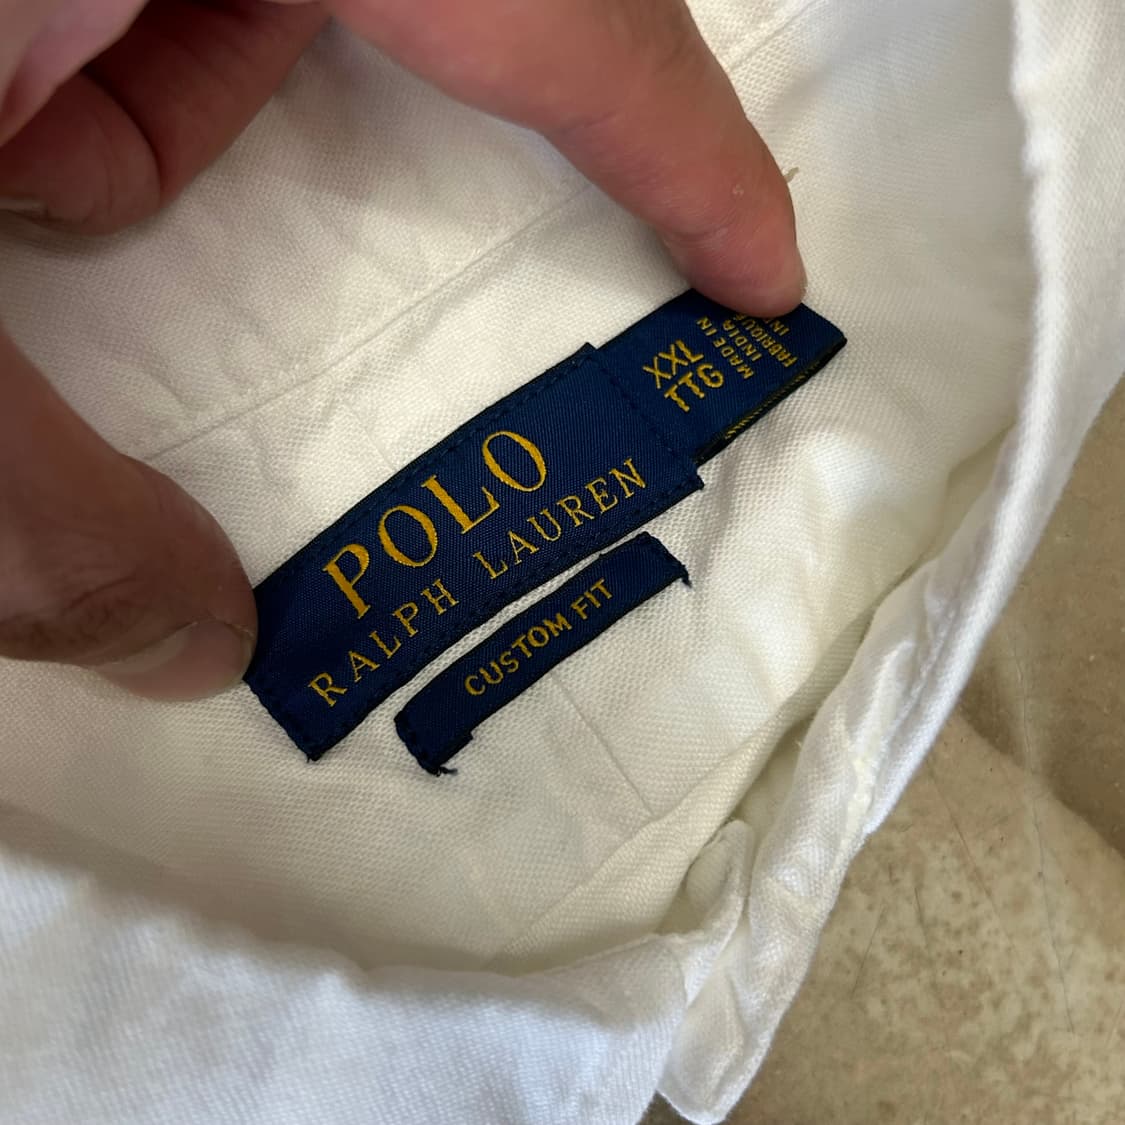 POLO
RALPH LAUREN
CUSTOM FIT
XXL
TTG
MADE IN
INDIA